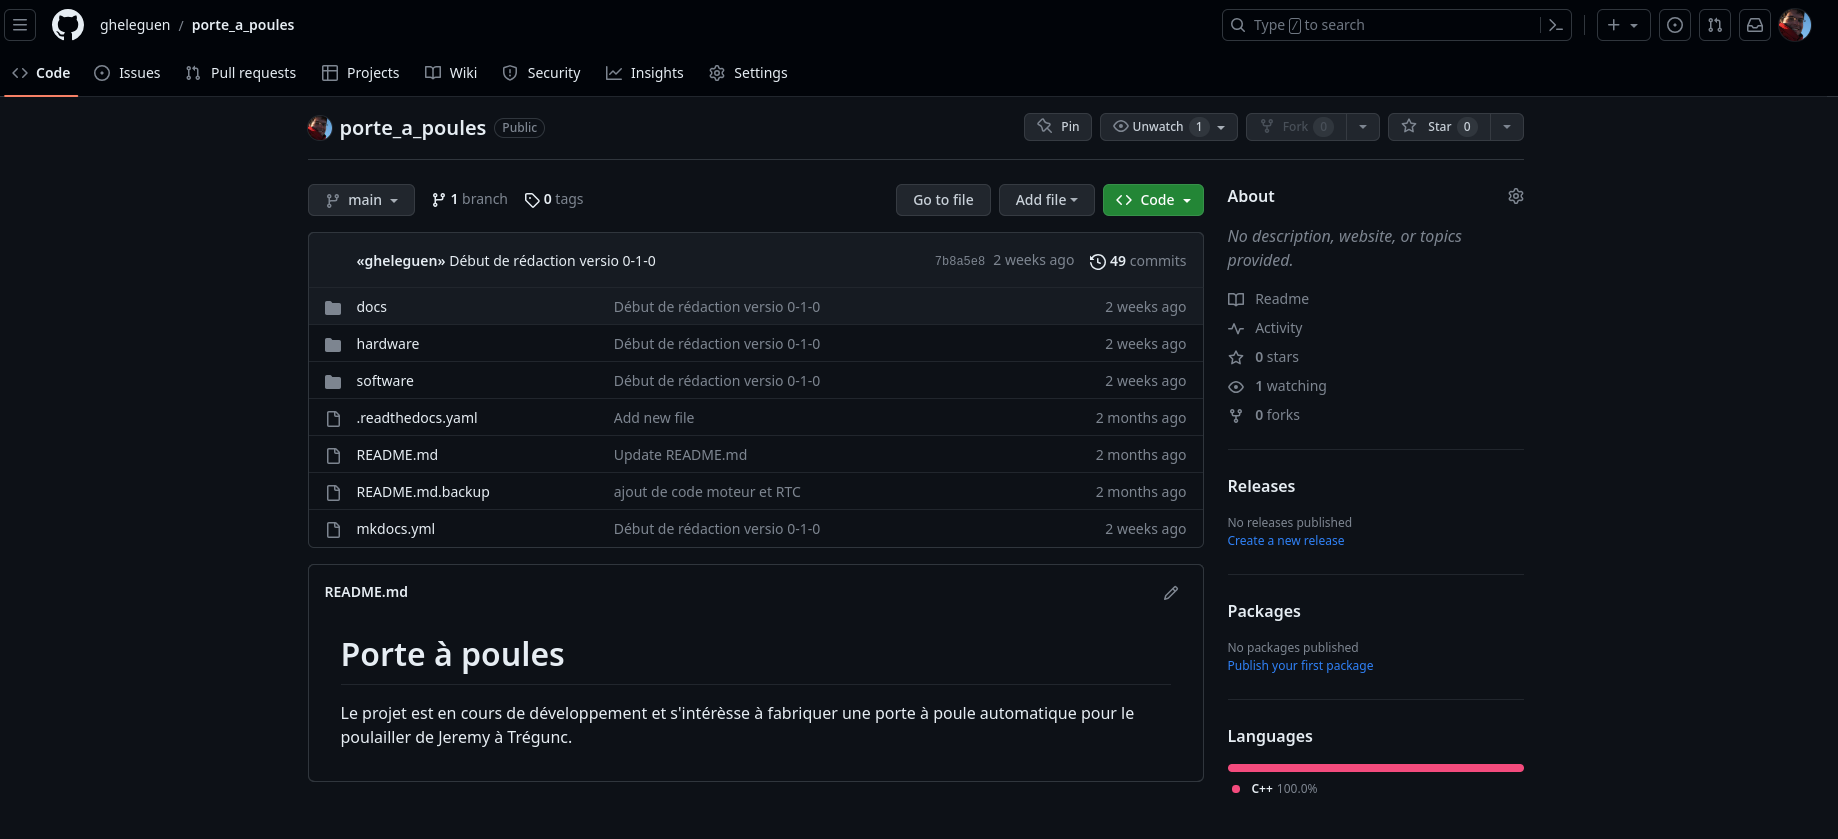 gheleguen / porte_a_poules
Type / to search
Code Issues Pull requests Projects Wiki Security Insights Settings
porte_a_poules Public
Pin Unwatch 1 Fork 0 Star 0
main 1 branch 0 tags Go to file Add file Code
«gheleguen» Début de rédaction versio 0-1-0 7b8a5e8 2 weeks ago 49 commits
docs Début de rédaction versio 0-1-0 2 weeks ago
hardware Début de rédaction versio 0-1-0 2 weeks ago
software Début de rédaction versio 0-1-0 2 weeks ago
.readthedocs.yaml Add new file 2 months ago
README.md Update README.md 2 months ago
README.md.backup ajout de code moteur et RTC 2 months ago
mkdocs.yml Début de rédaction versio 0-1-0 2 weeks ago
README.md
Porte à poules
Le projet est en cours de développement et s'intérèsse à fabriquer une porte à poule automatique pour le
poulailler de Jeremy à Trégunc.
About
No description, website, or topics
provided.
Readme
Activity
0 stars
1 watching
0 forks
Releases
No releases published
Create a new release
Packages
No packages published
Publish your first package
Languages
C++ 100.0%